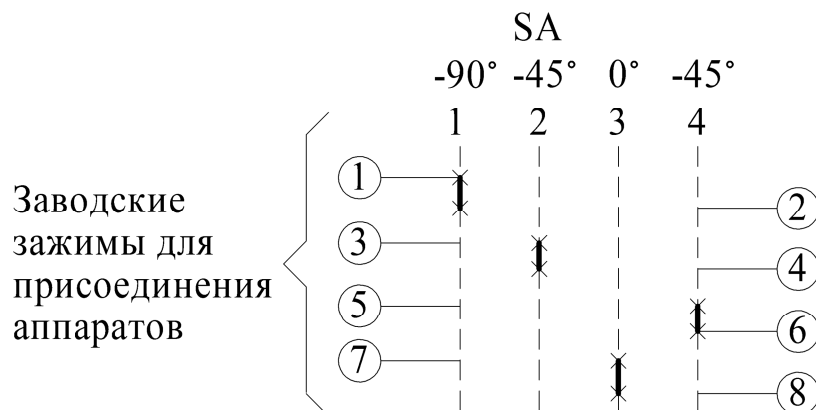 SA
-90° -45° 0° -45°
1 2 3 4
Заводские
зажимы для
присоединения
аппаратов
1
2
3
4
5
6
7
8